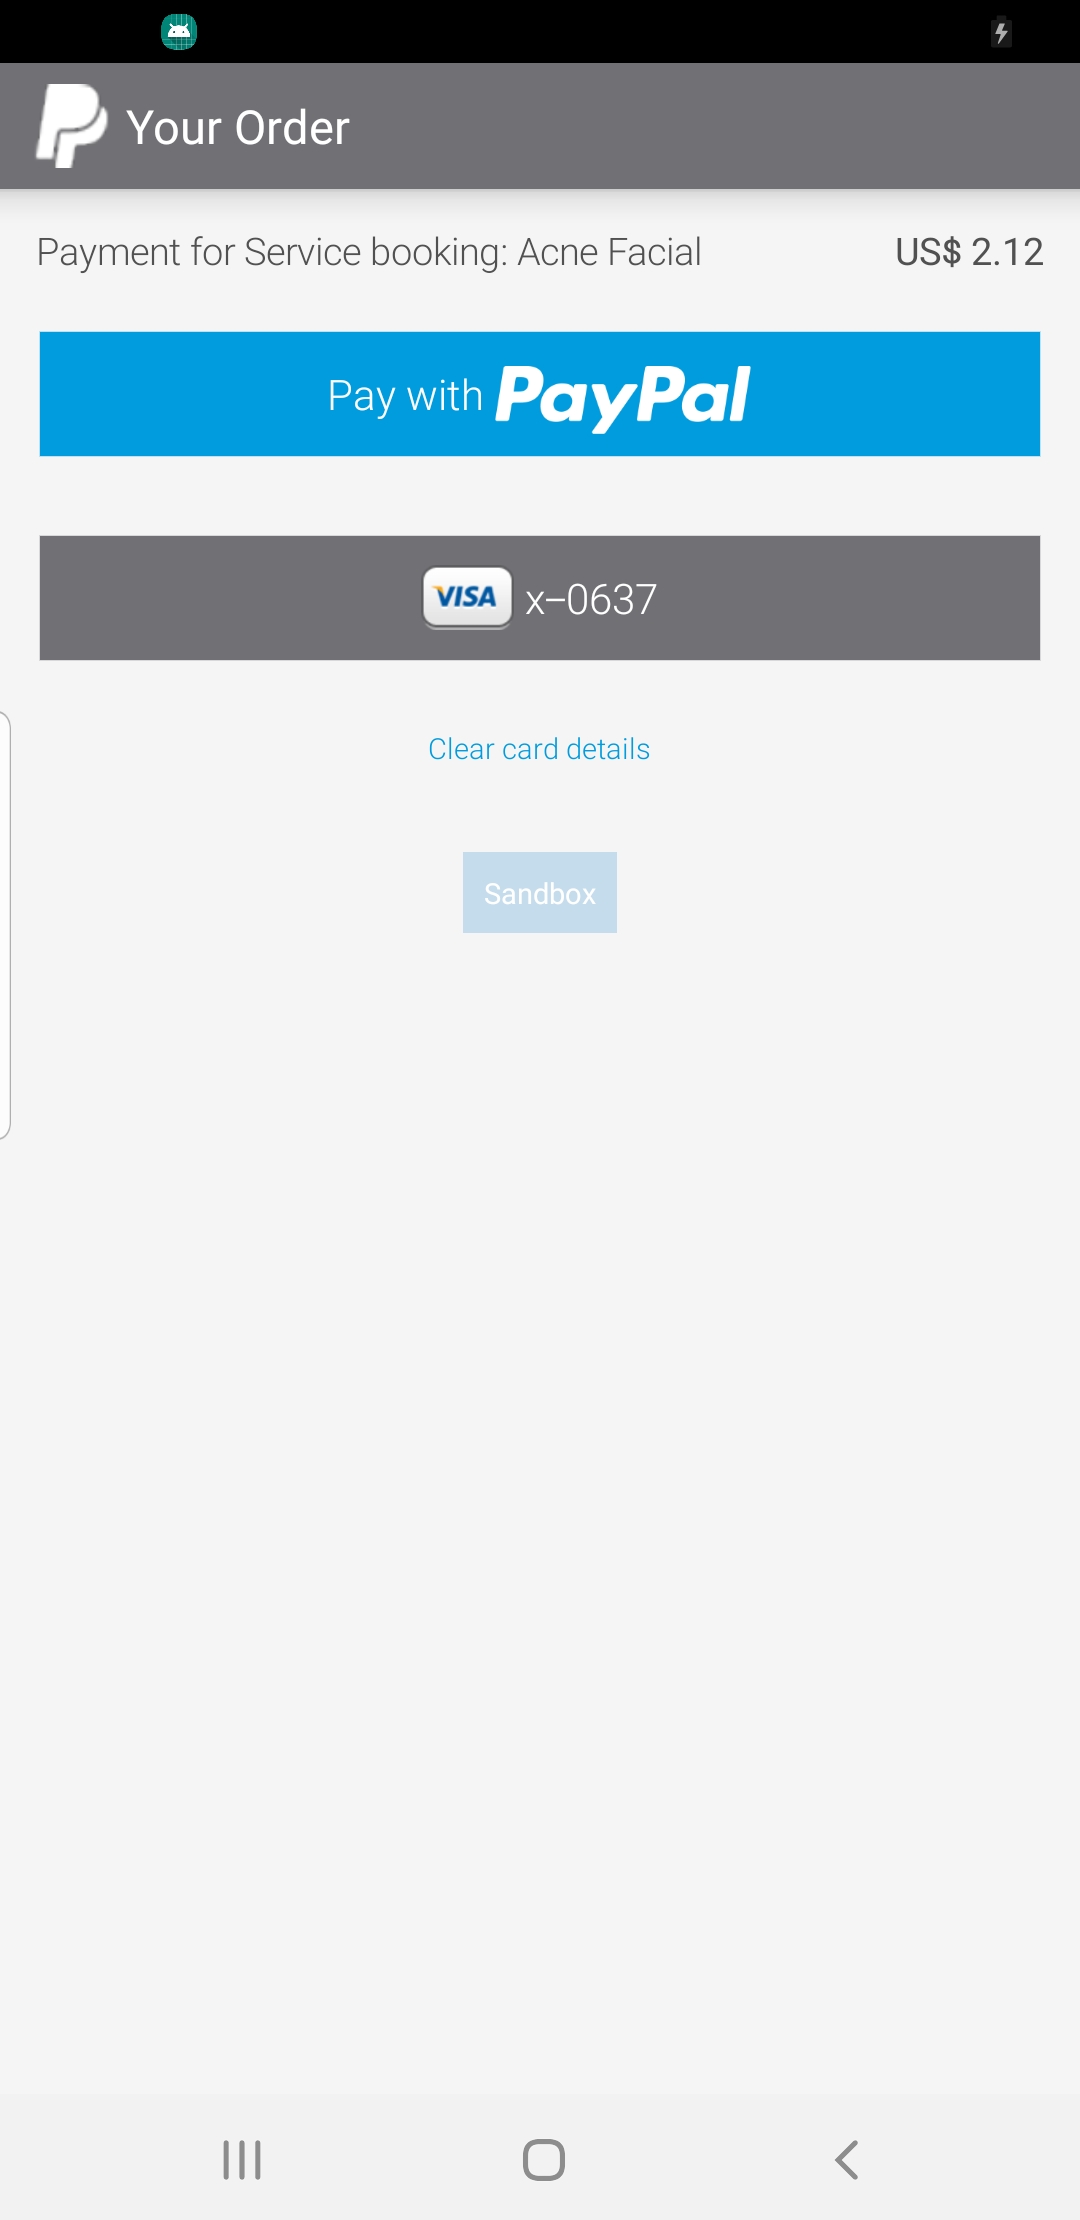 Your Order
Payment for Service booking: Acne Facial US$ 2.12
Pay with PayPal
VISA x-0637
Clear card details
Sandbox